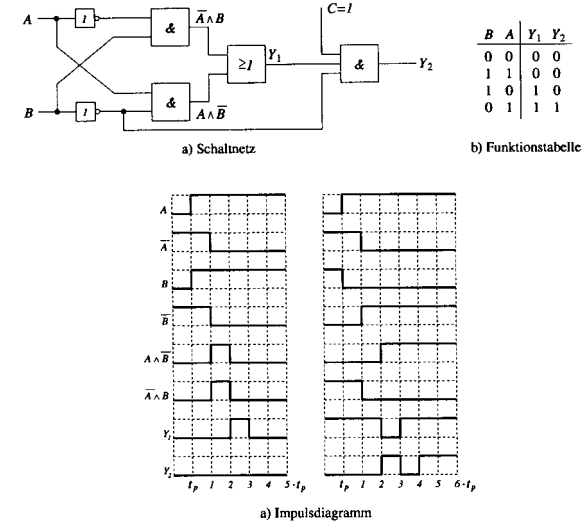 C=1
A 1 & A̅∧B
≥1 Y₁ & Y₂
B 1 & A∧B̅
a) Schaltnetz
B A Y₁ Y₂
0 0 0 0
1 1 0 0
1 0 1 0
0 1 1 1
b) Funktionstabelle
A
A̅
B
B̅
A∧B̅
A̅∧B
Y₁
Y₂
tₚ 1 2 3 4 5·tₚ
tₚ 1 2 3 4 5 6·tₚ
a) Impulsdiagramm